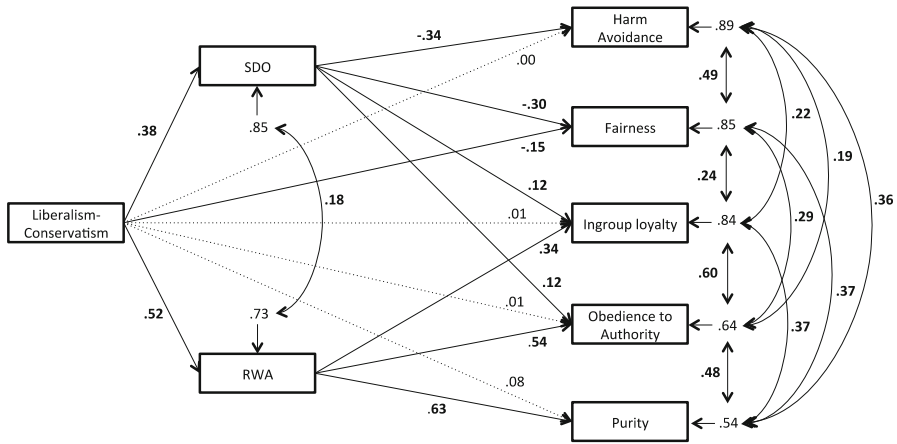 Harm
Avoidance
.89
-.34
.00
.49
SDO
.38
.85
-.30
-.15
Fairness
.85
.22
.19
.36
.24
.18
.12
.01
.34
Liberalism-
Conservatism
Ingroup loyalty
.84
.29
.60
.37
.37
.52
.73
.12
.01
.54
Obedience to
Authority
.64
RWA
.08
.63
.48
Purity
.54